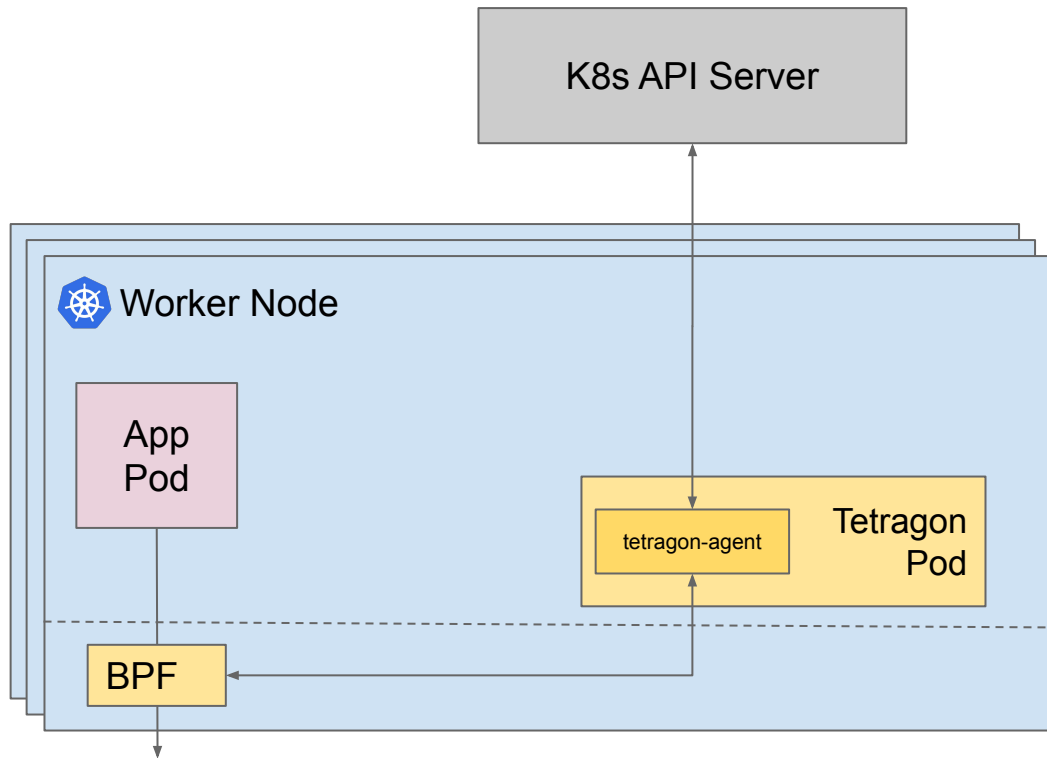 K8s API Server
Worker Node
App
Pod
tetragon-agent
Tetragon
Pod
BPF